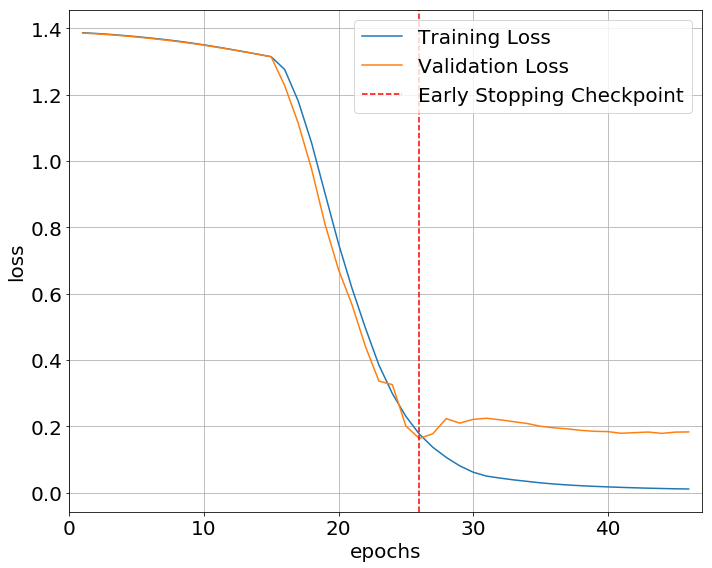 1.4
1.2
1.0
0.8
0.6
0.4
0.2
0.0
loss
Training Loss
Validation Loss
Early Stopping Checkpoint
0 10 20 30 40
epochs